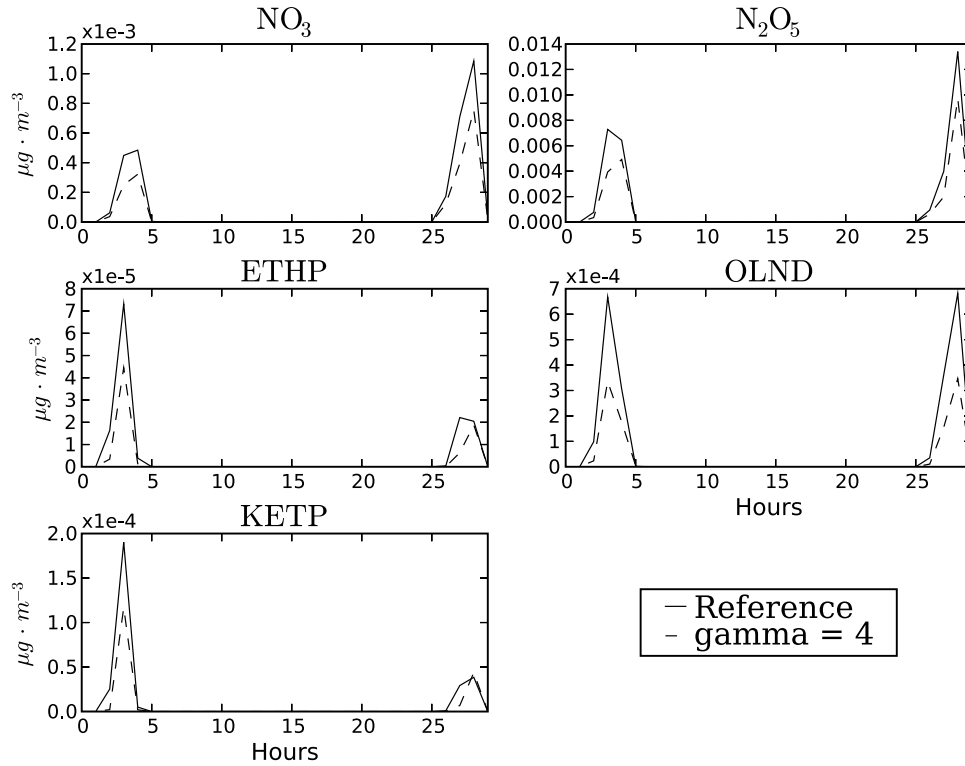 NO₃
x1e-3
1.2
1.0
0.8
0.6
0.4
0.2
0.0
μg · m⁻³
0 5 10 15 20 25
N₂O₅
0.014
0.012
0.010
0.008
0.006
0.004
0.002
0.000
0 5 10 15 20 25
ETHP
x1e-5
8
7
6
5
4
3
2
1
0
μg · m⁻³
0 5 10 15 20 25
OLND
x1e-4
7
6
5
4
3
2
1
0
0 5 10 15 20 25
Hours
KETP
x1e-4
2.0
1.5
1.0
0.5
0.0
μg · m⁻³
0 5 10 15 20 25
Hours
Reference
gamma = 4